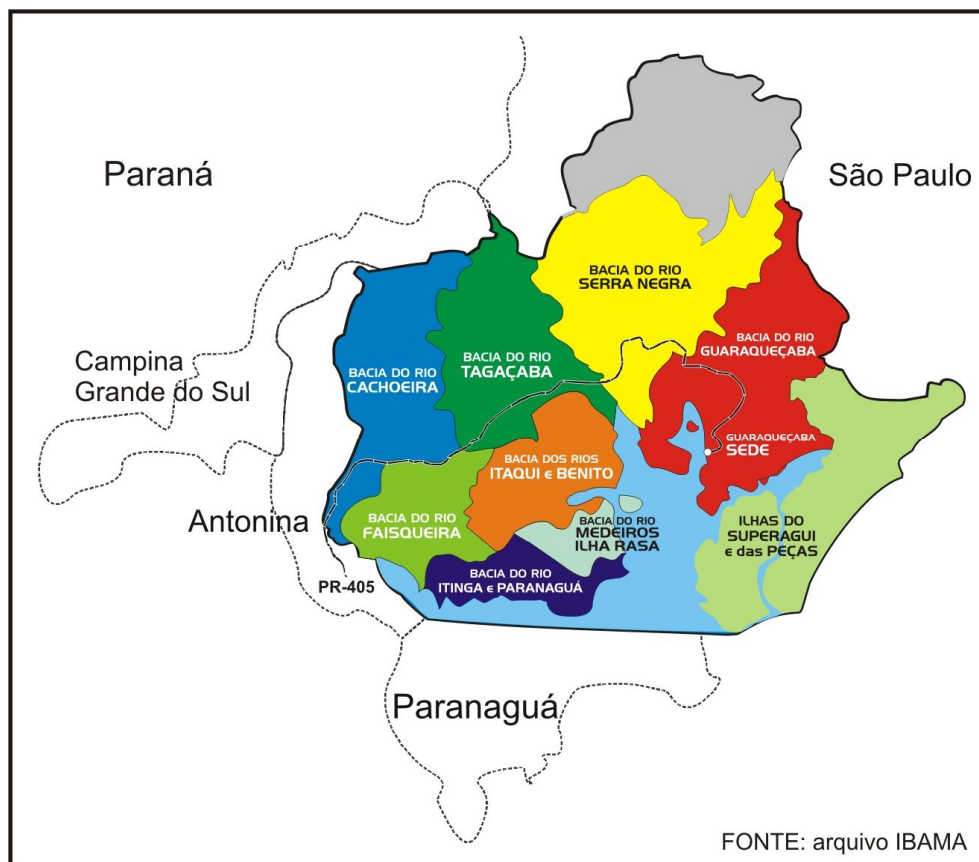 Paraná
São Paulo
BACIA DO RIO
SERRA NEGRA
BACIA DO RIO
GUARAQUEÇABA
Campina
Grande do Sul
BACIA DO RIO
CACHOEIRA
BACIA DO RIO
TAGAÇABA
GUARAQUEÇABA
SEDE
BACIA DOS RIOS
ITAQUI E BENITO
Antonina
BACIA DO RIO
FAISQUEIRA
BACIA DO RIO
MEDEIROS
ILHA RASA
ILHAS DO
SUPERAGUI
e das PEÇAS
PR-405
BACIA DO RIO
ITINGA e PARANAGUÁ
Paranaguá
FONTE: arquivo IBAMA